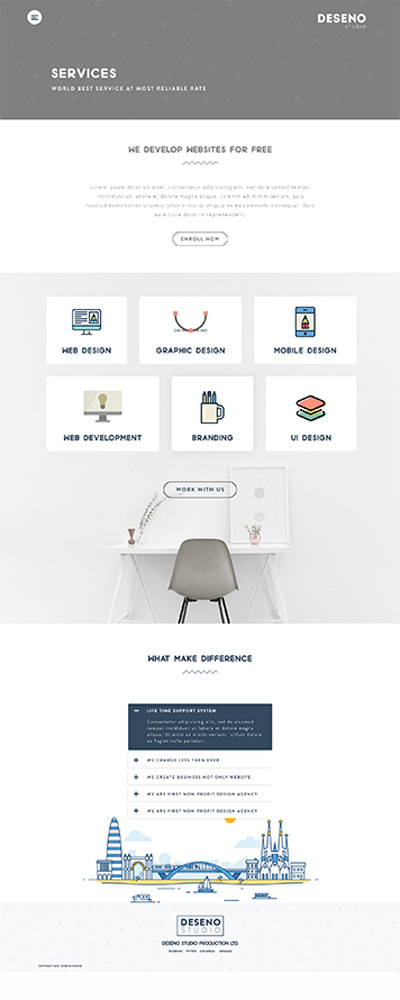 DESENO
STUDIO
SERVICES
WORLD BEST SERVICE AT MOST RELIABLE RATE
WE DEVELOP WEBSITES FOR FREE
Lorem ipsum dolor sit amet, consectetur adipisicing elit, sed do eiusmod tempor
incididunt ut labore et dolore magna aliqua. Ut enim ad minim veniam, quis
nostrud exercitation ullamco laboris nisi ut aliquip ex ea commodo consequat. Duis
aute irure dolor in reprehenderit.
ENROLL NOW
WEB DESIGN
GRAPHIC DESIGN
MOBILE DESIGN
WEB DEVELOPMENT
BRANDING
UI DESIGN
WORK WITH US
WHAT MAKE DIFFERENCE
LIFE TIME SUPPORT SYSTEM
Consectetur adipisicing elit, sed do eiusmod
tempor incididunt ut labore et dolore magna
aliqua. Ut enim ad minim veniam, cillum dolore
eu fugiat nulla pariatur.
WE CHARGE LESS THEN EVER
WE CREATE BUSINESS NOT ONLY WEBSITE
WE ARE FIRST NON-PROFIT DESIGN AGENCY
WE ARE FIRST NON-PROFIT DESIGN AGENCY
DESENO
STUDIO
DESENO STUDIO PRODUCTION LTD.
FACEBOOK TWITTER